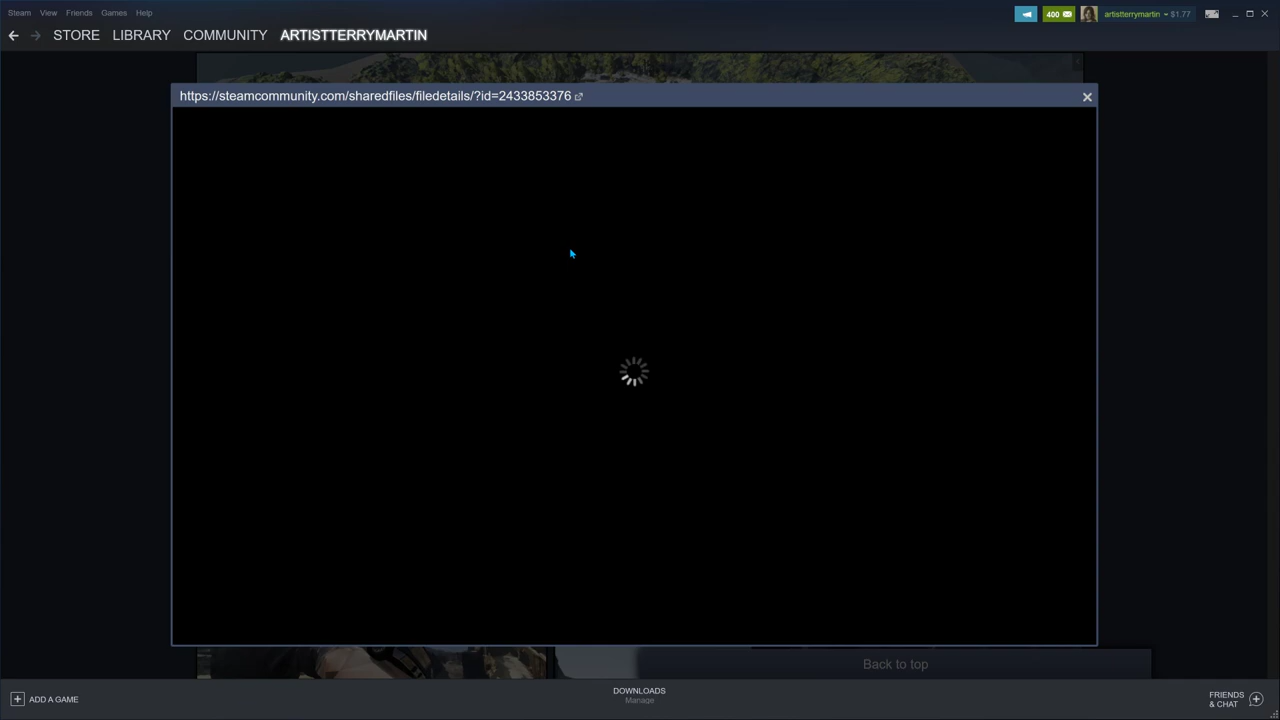 Steam View Friends Games Help
400 artistterrymartin $1.77
STORE LIBRARY COMMUNITY ARTISTTERRYMARTIN
https://steamcommunity.com/sharedfiles/filedetails/?id=2433853376
Back to top
ADD A GAME
DOWNLOADS
Manage
FRIENDS
& CHAT